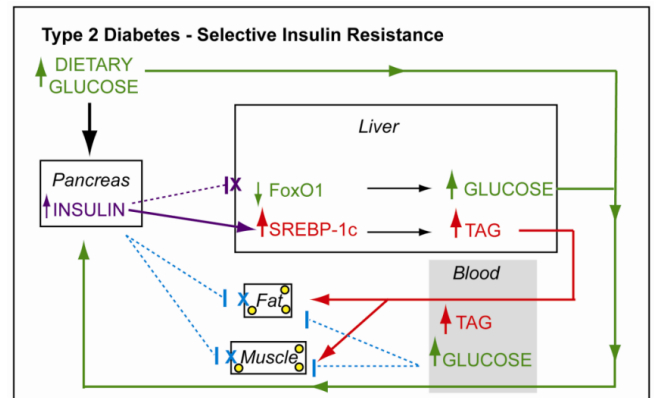 Type 2 Diabetes - Selective Insulin Resistance
DIETARY
GLUCOSE
Liver
Pancreas
INSULIN
X
FoxO1
GLUCOSE
SREBP-1c
TAG
Blood
X
Fat
TAG
X
Muscle
GLUCOSE